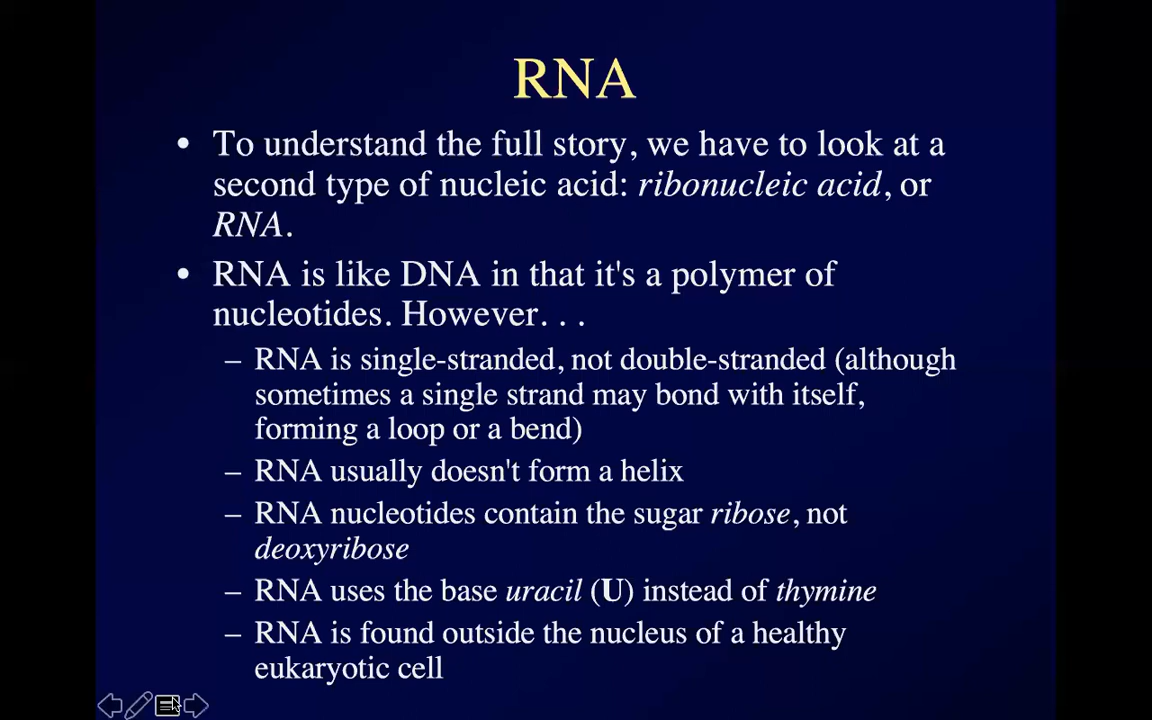 RNA
• To understand the full story, we have to look at a
second type of nucleic acid: ribonucleic acid, or
RNA.
• RNA is like DNA in that it's a polymer of
nucleotides. However. . .
– RNA is single-stranded, not double-stranded (although
sometimes a single strand may bond with itself,
forming a loop or a bend)
– RNA usually doesn't form a helix
– RNA nucleotides contain the sugar ribose, not
deoxyribose
– RNA uses the base uracil (U) instead of thymine
– RNA is found outside the nucleus of a healthy
eukaryotic cell